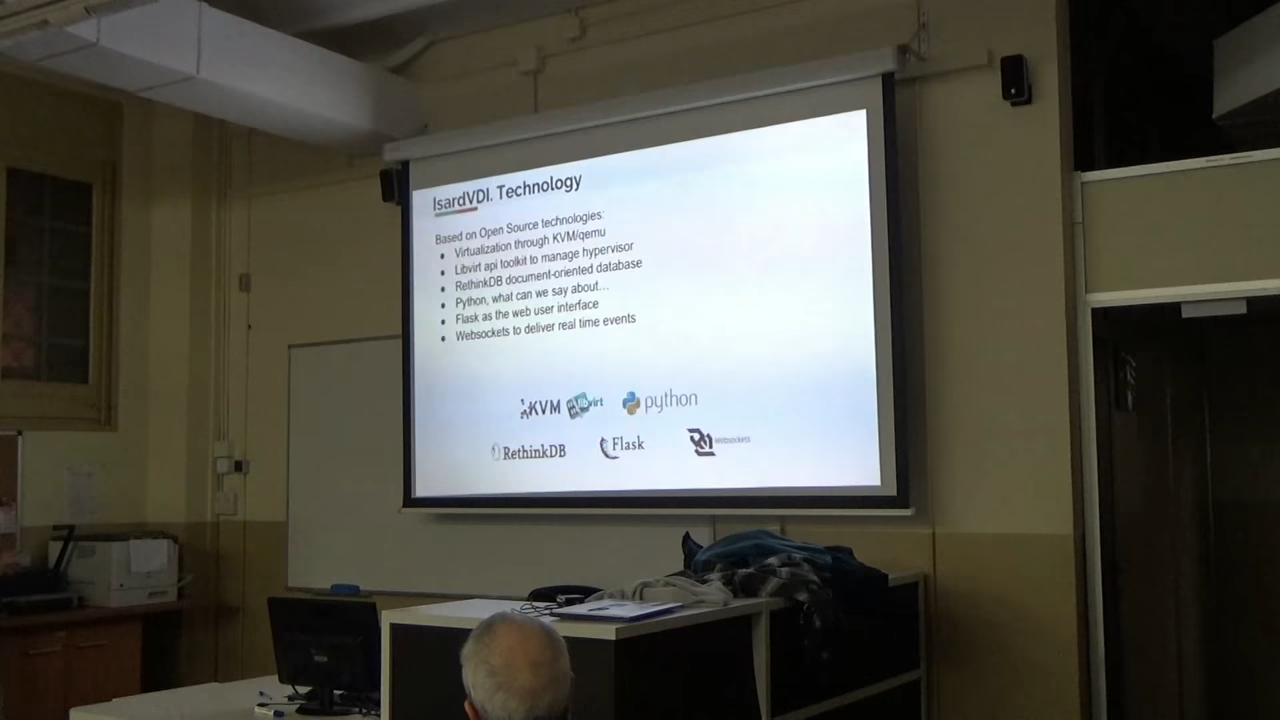 IsardVDI. Technology
Based on Open Source technologies:
● Virtualization through KVM/qemu
● Libvirt api toolkit to manage hypervisor
● RethinkDB document-oriented database
● Python, what can we say about...
● Flask as the web user interface
● Websockets to deliver real time events
KVM libvirt python
RethinkDB Flask Websockets